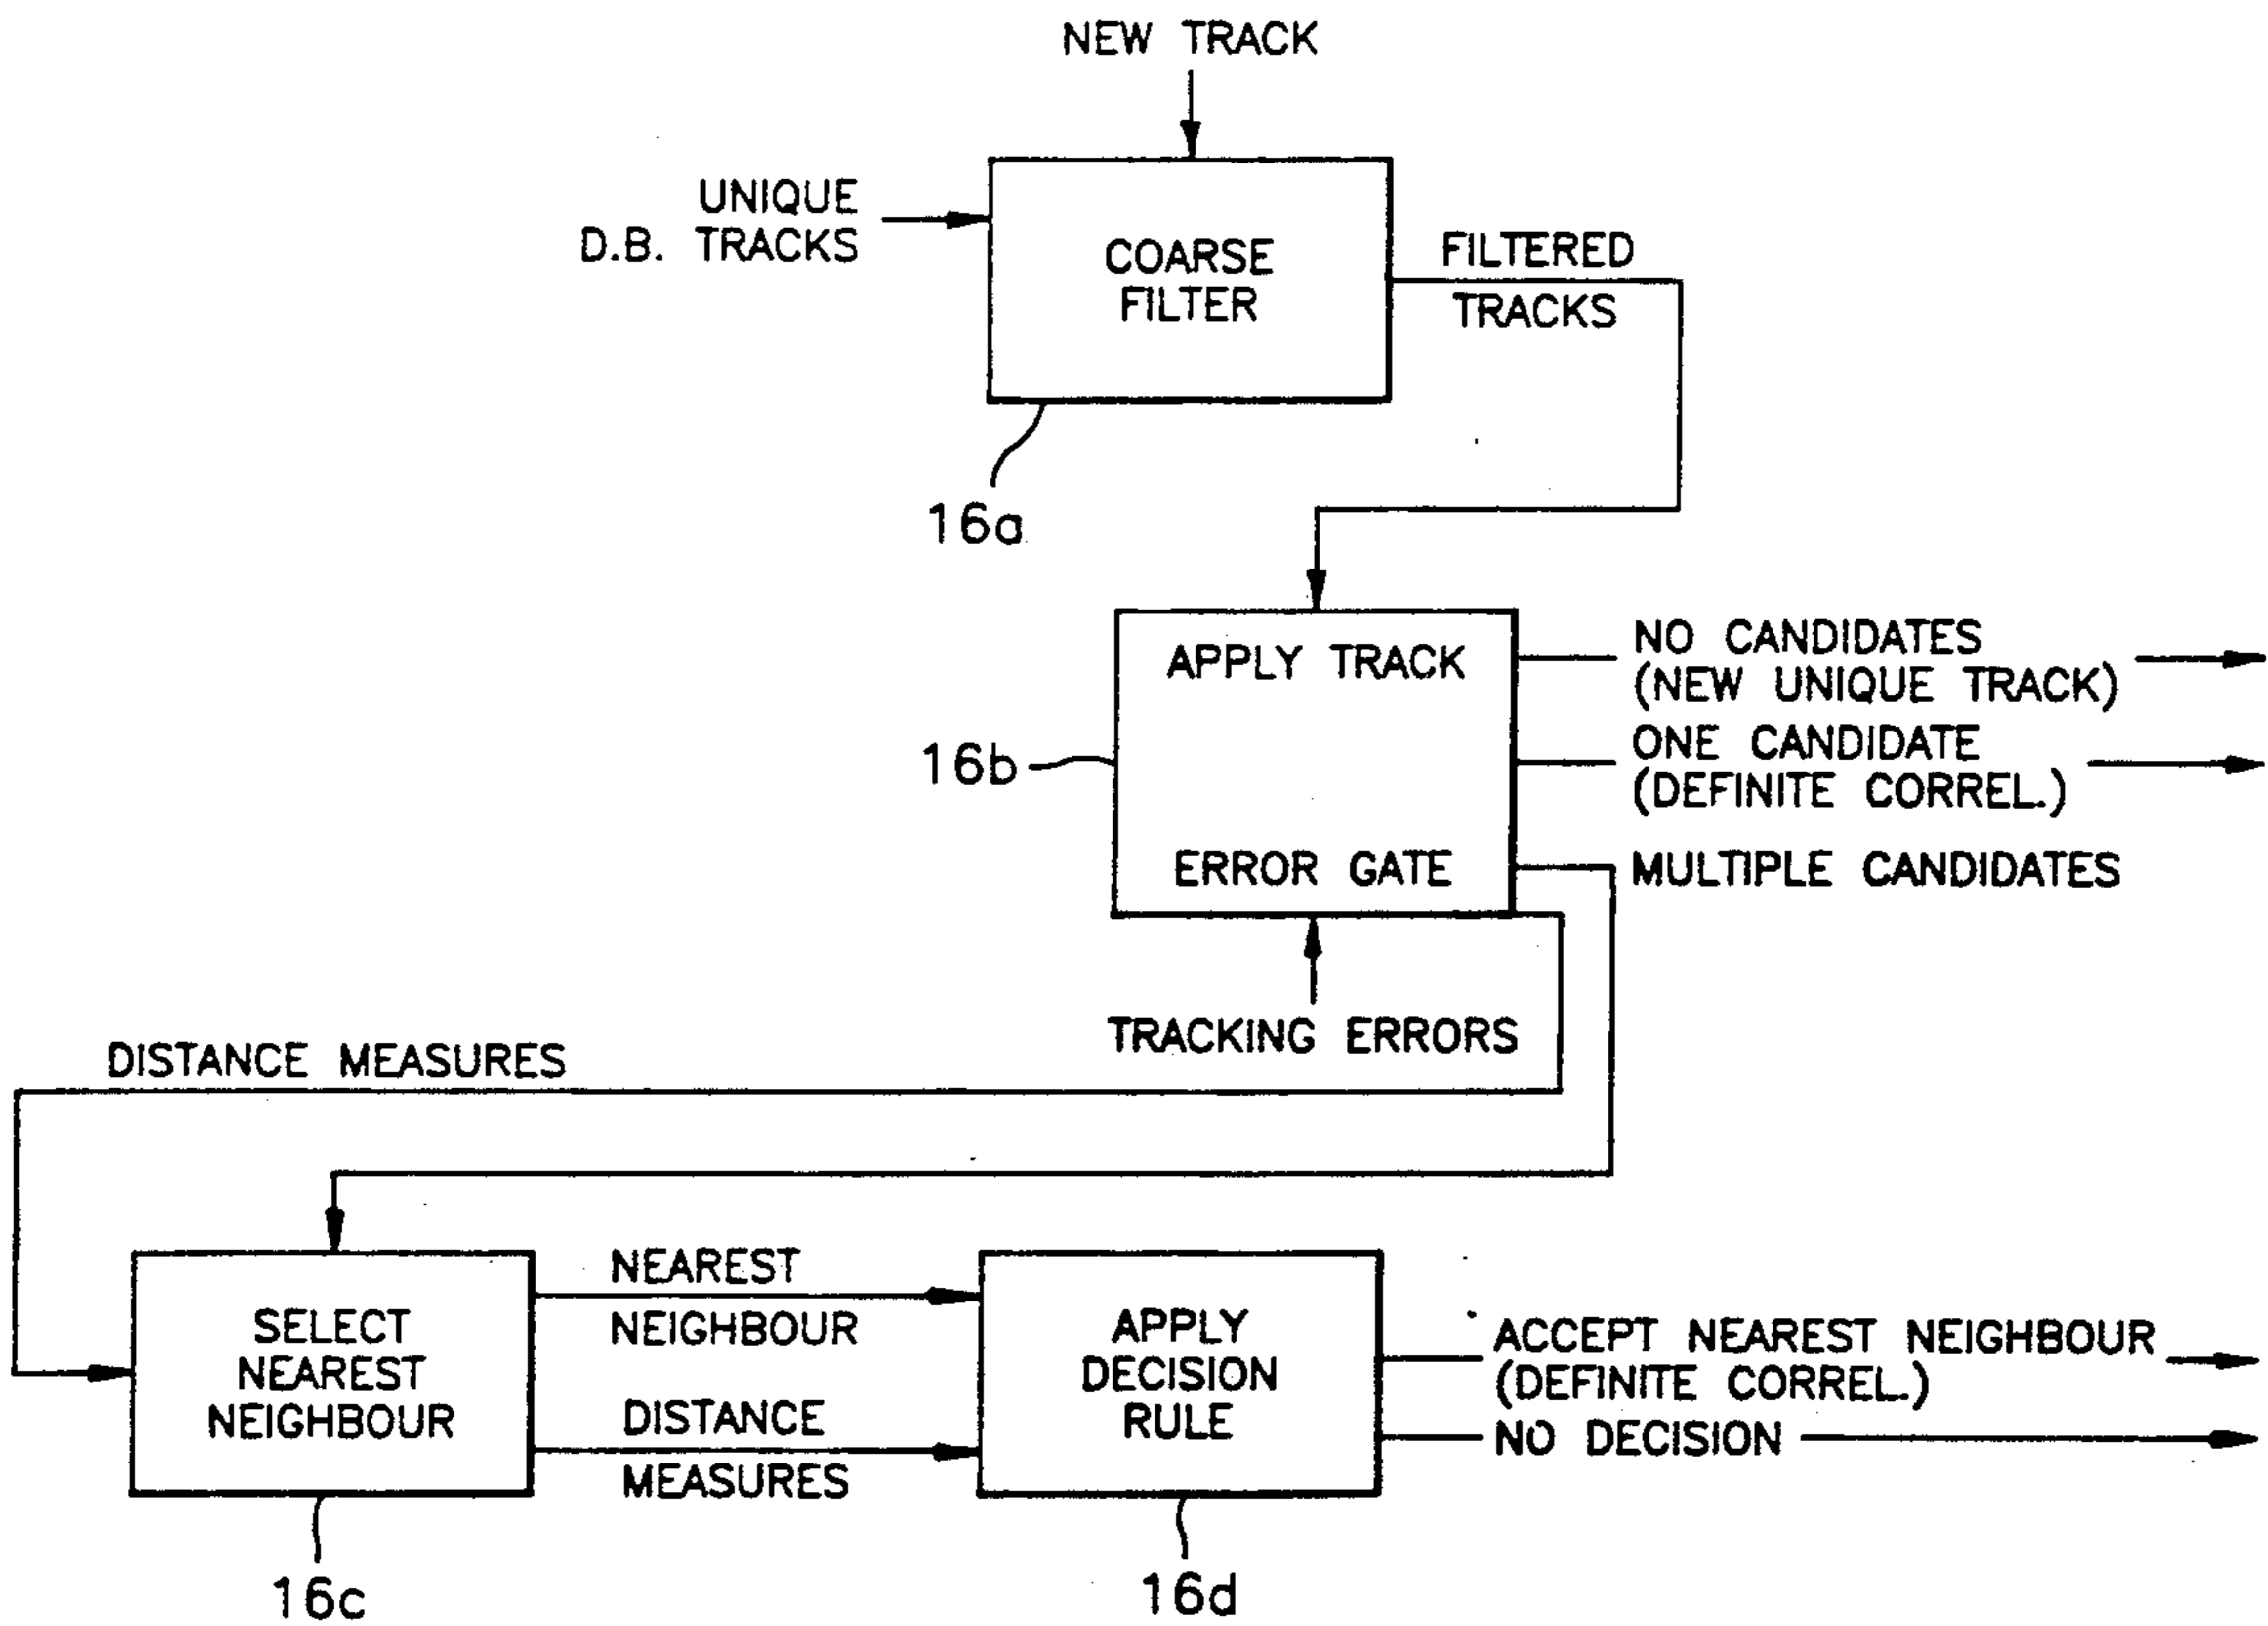 NEW TRACK
UNIQUE
D.B. TRACKS
COARSE
FILTER
FILTERED
TRACKS
16a
APPLY TRACK
ERROR GATE
16b
NO CANDIDATES
(NEW UNIQUE TRACK)
ONE CANDIDATE
(DEFINITE CORREL.)
MULTIPLE CANDIDATES
TRACKING ERRORS
DISTANCE MEASURES
SELECT
NEAREST
NEIGHBOUR
NEAREST
NEIGHBOUR
DISTANCE
MEASURES
APPLY
DECISION
RULE
ACCEPT NEAREST NEIGHBOUR
(DEFINITE CORREL.)
NO DECISION
16c
16d